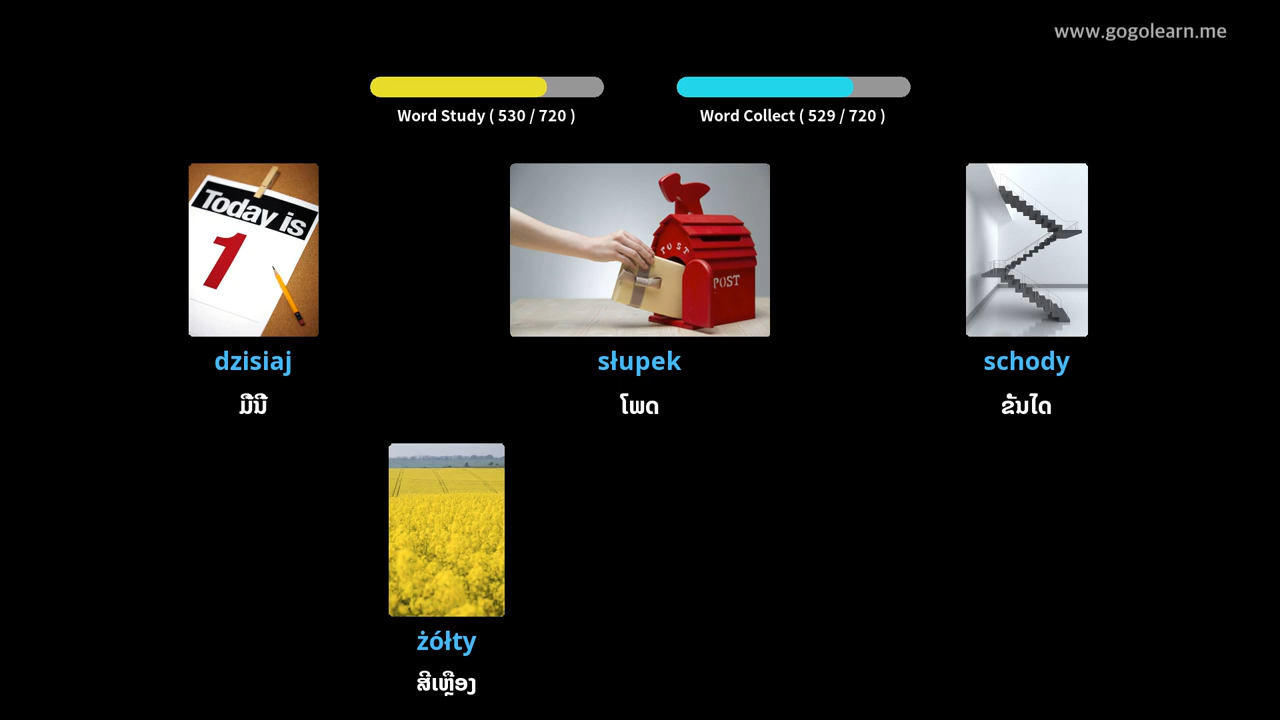 www.gogolearn.me
Word Study ( 530 / 720 )
Word Collect ( 529 / 720 )
Today is
1
POST
POST
dzisiaj
słupek
schody
ມື້ນີ້
ໂພດ
ຂັ້ນໄດ
żółty
ສີເຫຼືອງ